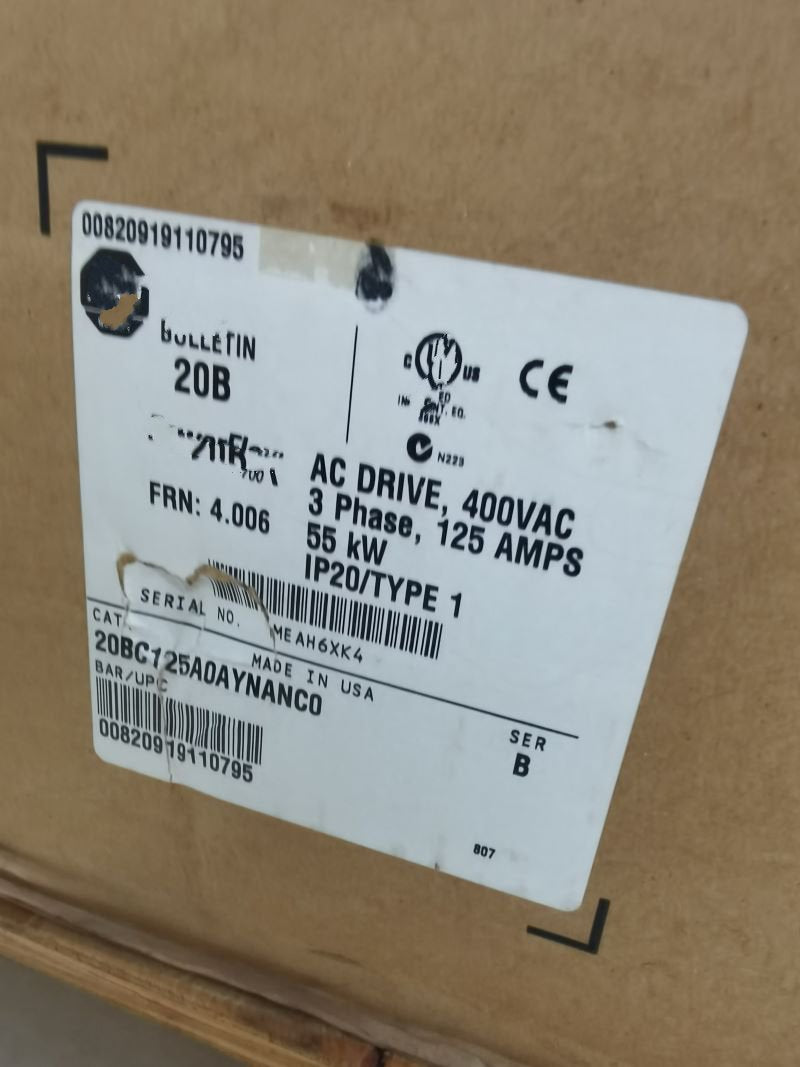 00820919110795
BULLETIN
20B
C US
CE
N223
FRN: 4.006
AC DRIVE, 400VAC
3 Phase, 125 AMPS
55 kW
IP20/TYPE 1
SERIAL NO.
MEAH6XK4
MADE IN USA
CAT
20BC125A0AYNANC0
BAR/UPC
00820919110795
SER
B
807